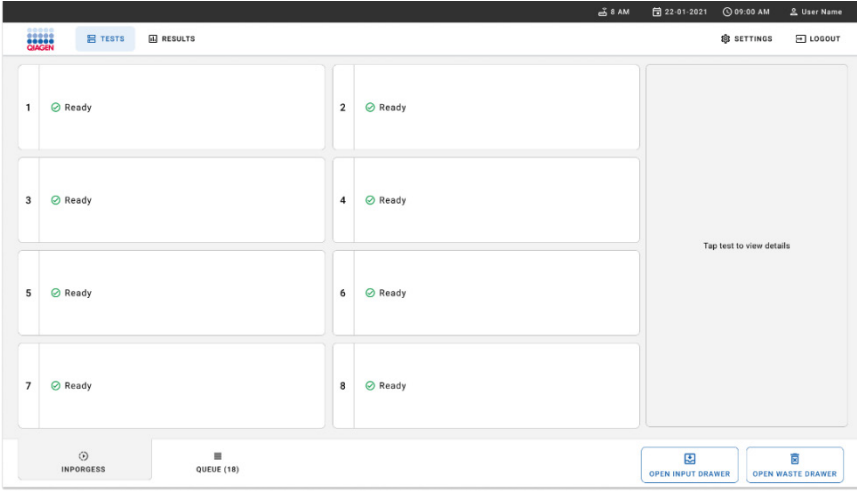 8 AM 22-01-2021 09:00 AM User Name
QIAGEN TESTS RESULTS SETTINGS LOGOUT
1 Ready 2 Ready
3 Ready 4 Ready
Tap test to view details
5 Ready 6 Ready
7 Ready 8 Ready
INPORGESS QUEUE (18) OPEN INPUT DRAWER OPEN WASTE DRAWER